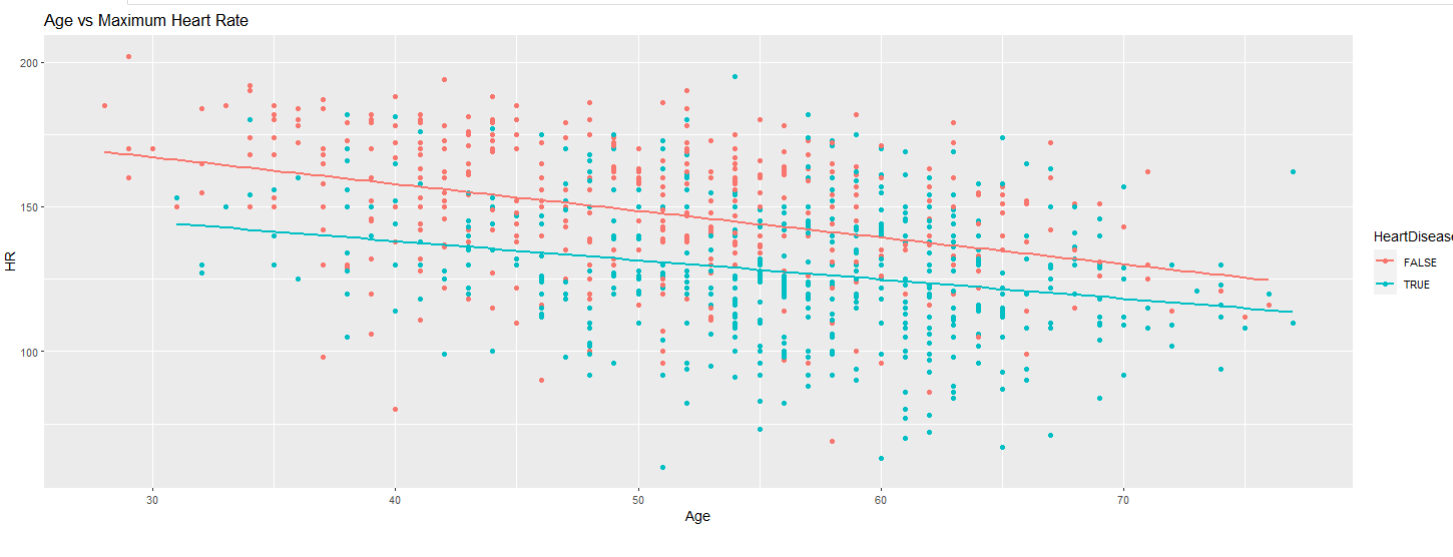 Age vs Maximum Heart Rate
200
150
100
HR
30 40 50 60 70
Age
HeartDisease
FALSE
TRUE